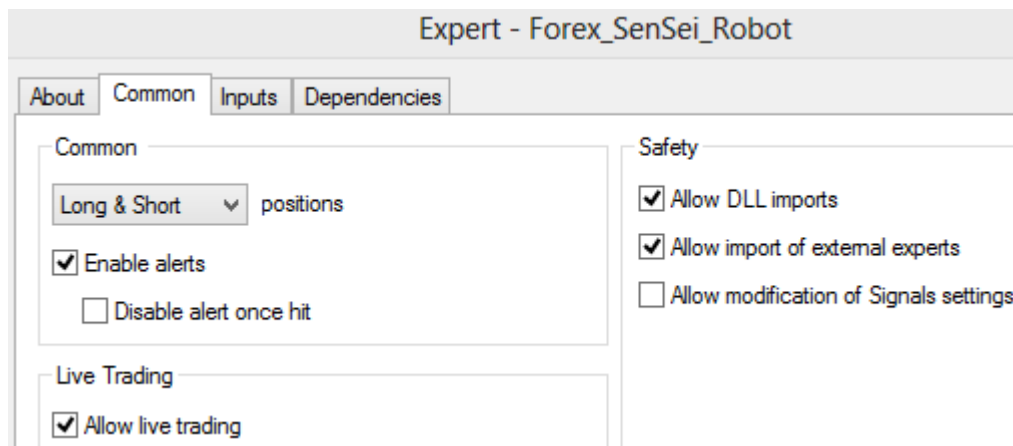 Expert - Forex_SenSei_Robot
About Common Inputs Dependencies
Common
Long & Short positions
Enable alerts
Disable alert once hit
Live Trading
Allow live trading
Safety
Allow DLL imports
Allow import of external experts
Allow modification of Signals settings